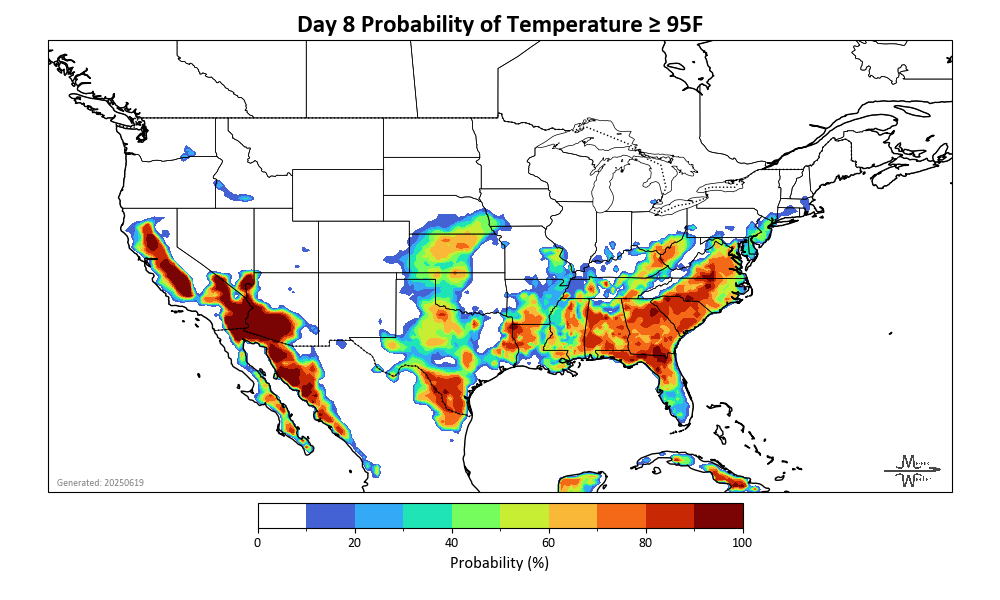 Day 8 Probability of Temperature ≥ 95F
Generated: 20250619
0 20 40 60 80 100
Probability (%)